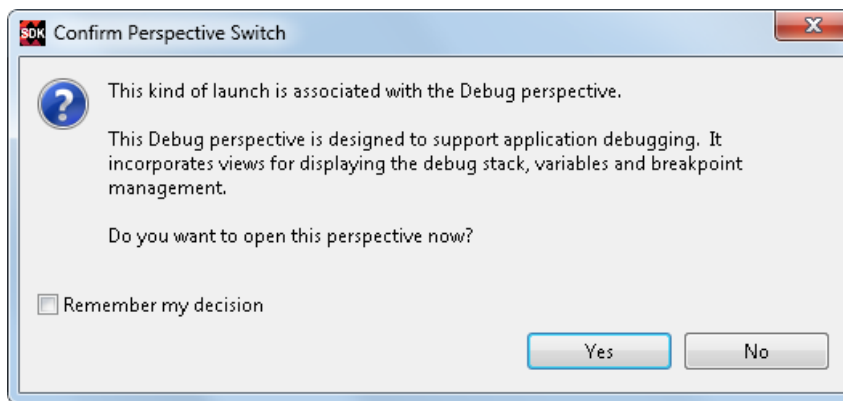 SDK Confirm Perspective Switch
This kind of launch is associated with the Debug perspective.
This Debug perspective is designed to support application debugging. It
incorporates views for displaying the debug stack, variables and breakpoint
management.
Do you want to open this perspective now?
Remember my decision
Yes No